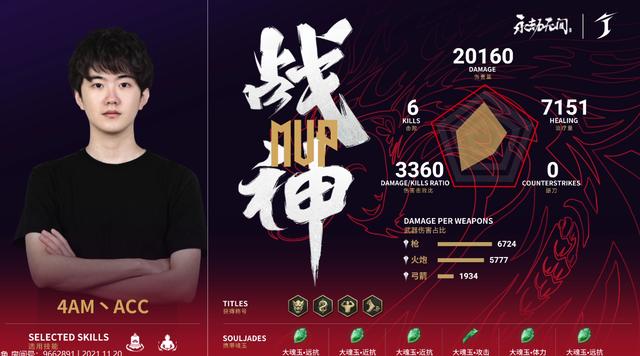 永劫无间
战神
MVP
20160
DAMAGE
伤害量
6
KILLS
击败
7151
HEALING
治疗量
3360
DAMAGE/KILLS RATIO
伤害击败比
0
COUNTERSTRIKES
振刀
DAMAGE PER WEAPONS
武器伤害占比
枪 6724
火炮 5777
弓箭 1934
4AM丶ACC
TITLES
获得称号
SELECTED SKILLS
选用技能
SOULJADES
携带魂玉
大魂玉•远抗
大魂玉•近抗
大魂玉•近抗
大魂玉•攻击
大魂玉•体力
大魂玉•远抗
鱼 房间号: 9662891 | 2021.11.20